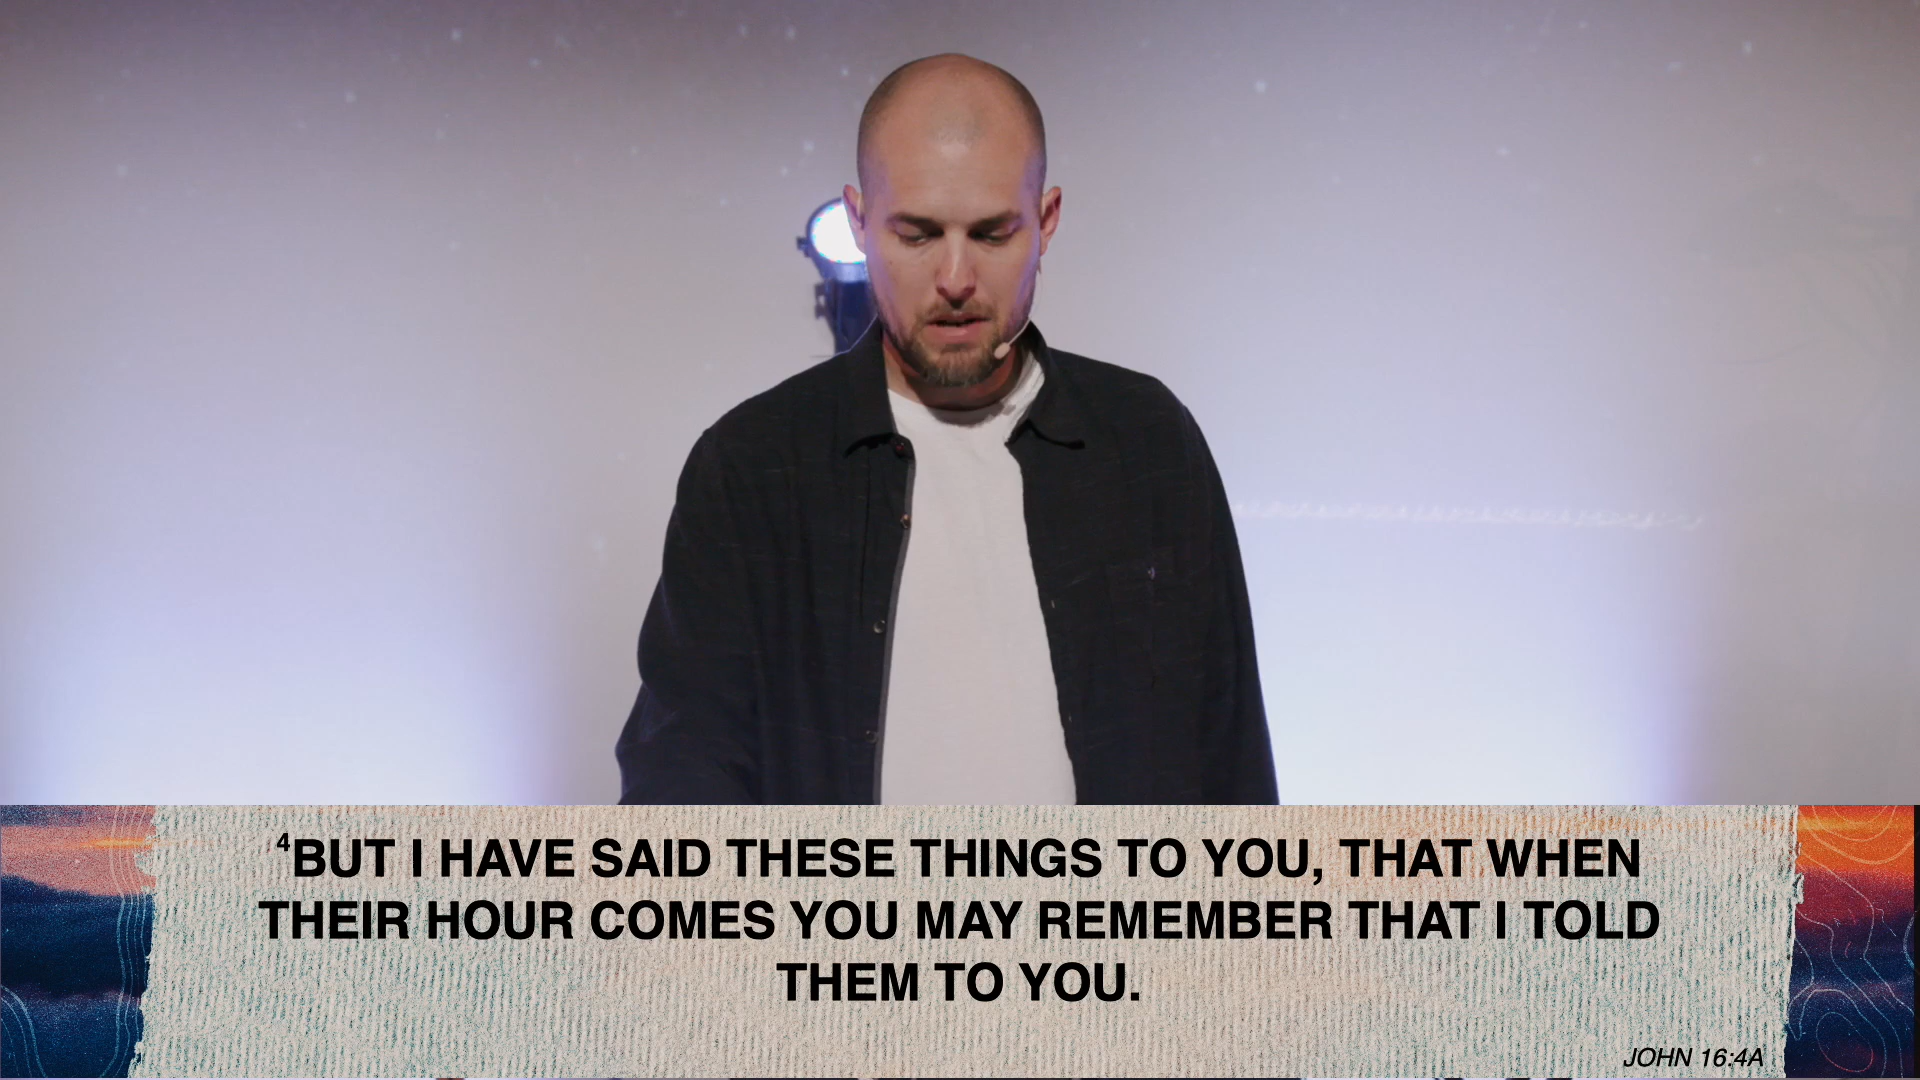 ⁴BUT I HAVE SAID THESE THINGS TO YOU, THAT WHEN
THEIR HOUR COMES YOU MAY REMEMBER THAT I TOLD
THEM TO YOU.
JOHN 16:4A